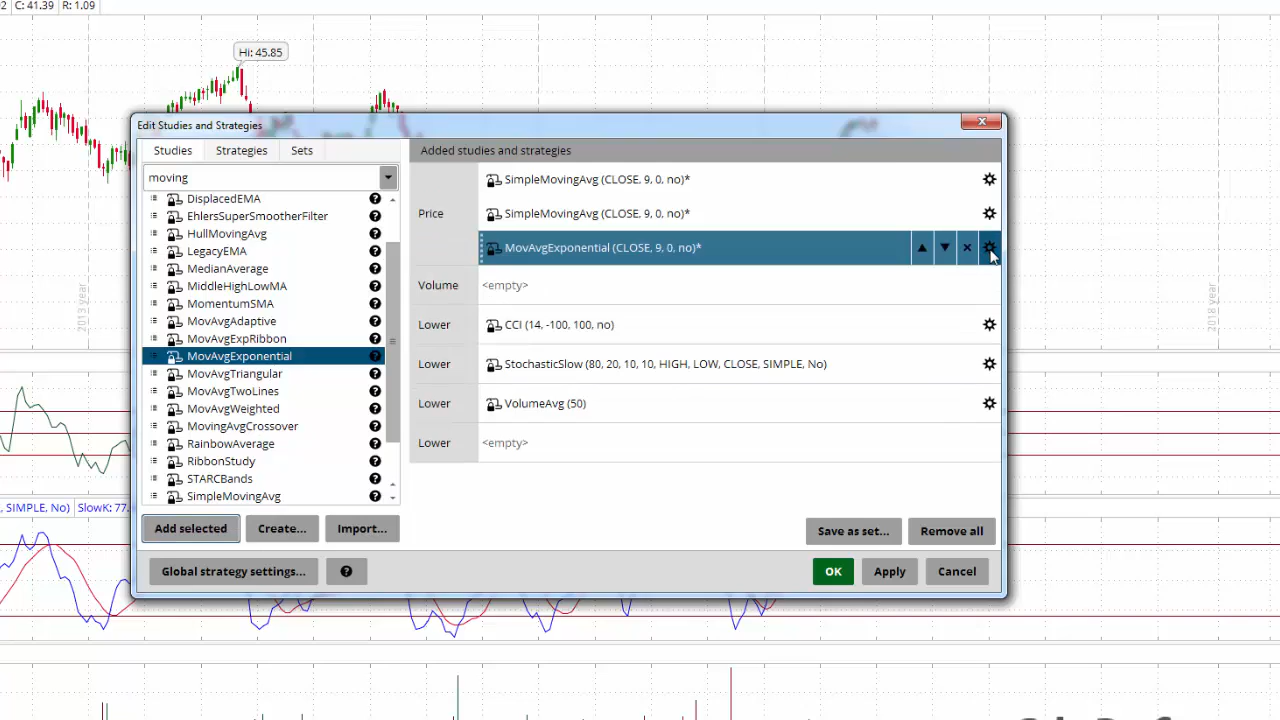 C: 41.39 R: 1.09
Hi: 45.85
Edit Studies and Strategies
Studies Strategies Sets
moving
DisplacedEMA
EhlersSuperSmootherFilter
HullMovingAvg
LegacyEMA
MedianAverage
MiddleHighLowMA
MomentumSMA
MovAvgAdaptive
MovAvgExpRibbon
MovAvgExponential
MovAvgTriangular
MovAvgTwoLines
MovAvgWeighted
MovingAvgCrossover
RainbowAverage
RibbonStudy
STARCBands
SimpleMovingAvg
Add selected Create... Import...
Global strategy settings... ?
Added studies and strategies
Price
SimpleMovingAvg (CLOSE, 9, 0, no)*
SimpleMovingAvg (CLOSE, 9, 0, no)*
MovAvgExponential (CLOSE, 9, 0, no)*
Volume <empty>
Lower CCI (14, -100, 100, no)
Lower StochasticSlow (80, 20, 10, 10, HIGH, LOW, CLOSE, SIMPLE, No)
Lower VolumeAvg (50)
Lower <empty>
Save as set... Remove all
OK Apply Cancel
2013 year
2018 year
, SIMPLE, No) SlowK: 77.